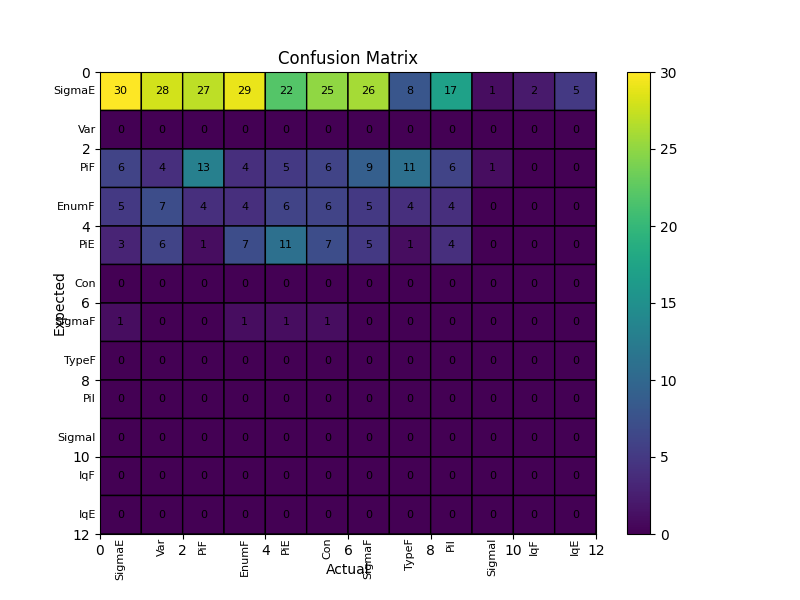 Confusion Matrix
0
SigmaE 30 28 27 29 22 25 26 8 17 1 2 5
Var 0 0 0 0 0 0 0 0 0 0 0 0
2
PiF 6 4 13 4 5 6 9 11 6 1 0 0
EnumF 5 7 4 4 6 6 5 4 4 0 0 0
4
PiE 3 6 1 7 11 7 5 1 4 0 0 0
Con 0 0 0 0 0 0 0 0 0 0 0 0
6
SigmaF 1 0 0 1 1 1 0 0 0 0 0 0
TypeF 0 0 0 0 0 0 0 0 0 0 0 0
8
PiI 0 0 0 0 0 0 0 0 0 0 0 0
SigmaI 0 0 0 0 0 0 0 0 0 0 0 0
10
IqF 0 0 0 0 0 0 0 0 0 0 0 0
IqE 0 0 0 0 0 0 0 0 0 0 0 0
12
Expected
0 2 4 6 8 10 12
SigmaE Var PiF EnumF PiE Con SigmaF TypeF PiI SigmaI IqF IqE
Actual
30
25
20
15
10
5
0